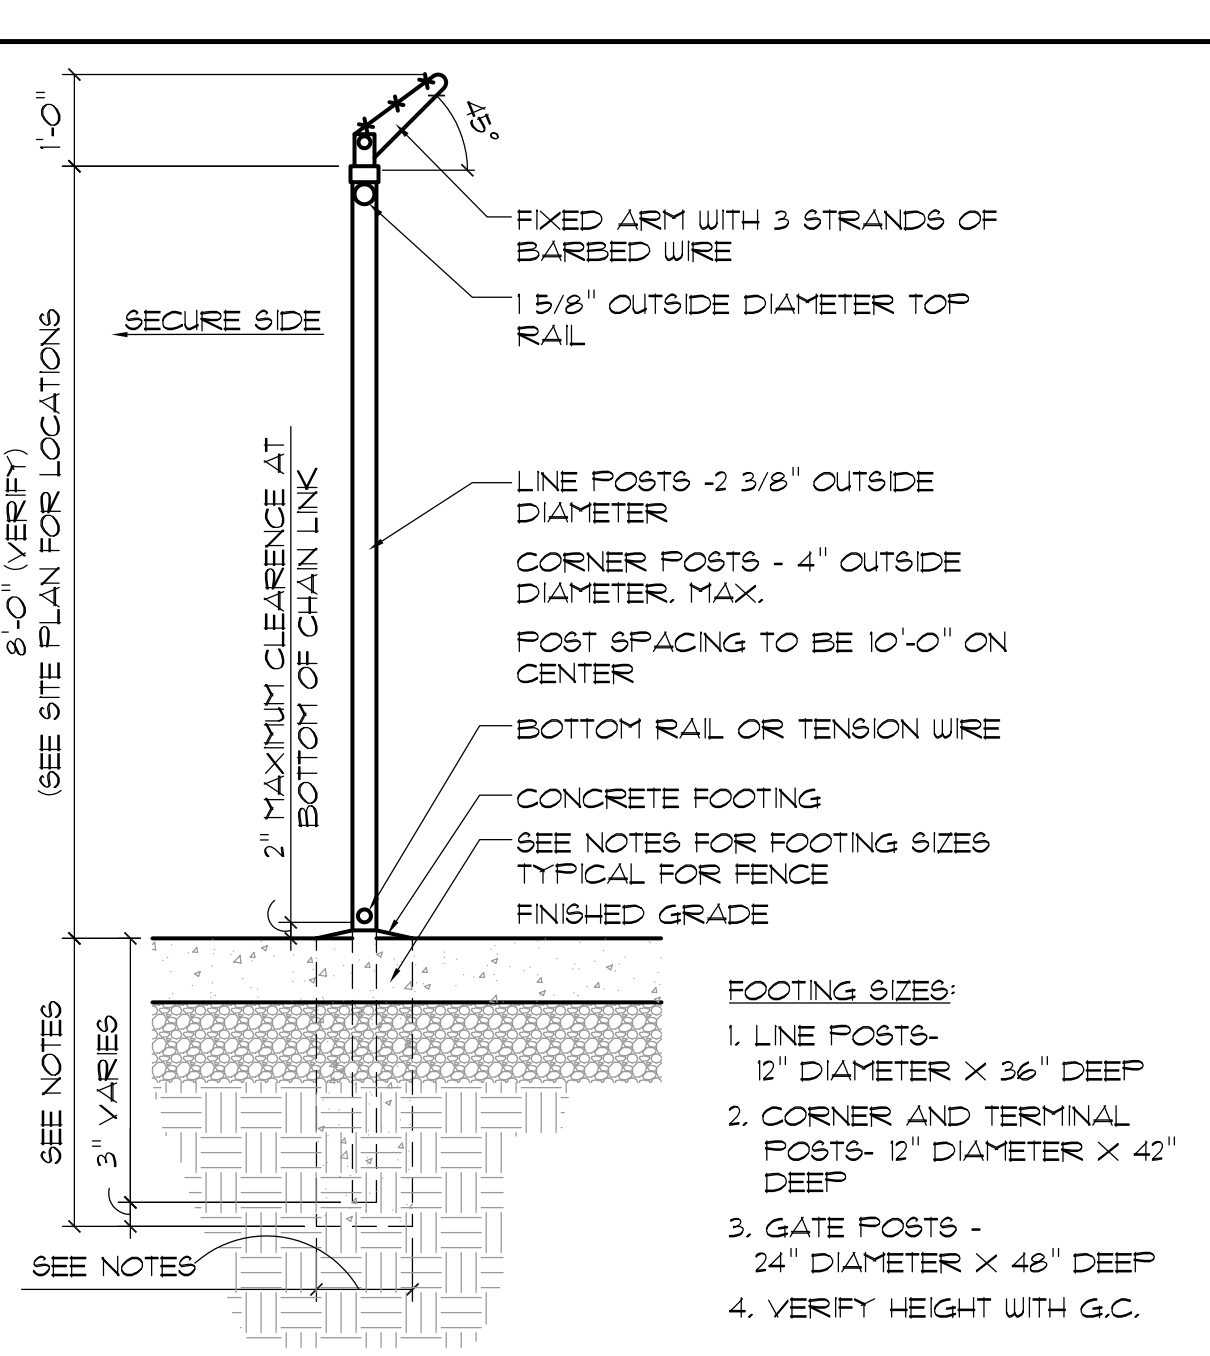 1'-0"
45°
FIXED ARM WITH 3 STRANDS OF
BARBED WIRE
1 5/8" OUTSIDE DIAMETER TOP
RAIL
SECURE SIDE
8'-0" (VERIFY)
(SEE SITE PLAN FOR LOCATIONS
2" MAXIMUM CLEARENCE AT
BOTTOM OF CHAIN LINK
LINE POSTS -2 3/8" OUTSIDE
DIAMETER
CORNER POSTS - 4" OUTSIDE
DIAMETER. MAX.
POST SPACING TO BE 10'-0" ON
CENTER
BOTTOM RAIL OR TENSION WIRE
CONCRETE FOOTING
SEE NOTES FOR FOOTING SIZES
TYPICAL FOR FENCE
FINISHED GRADE
SEE NOTES
3" VARIES
SEE NOTES
FOOTING SIZES:
1. LINE POSTS-
12" DIAMETER X 36" DEEP
2. CORNER AND TERMINAL
POSTS- 12" DIAMETER X 42"
DEEP
3. GATE POSTS -
24" DIAMETER X 48" DEEP
4. VERIFY HEIGHT WITH G.C.